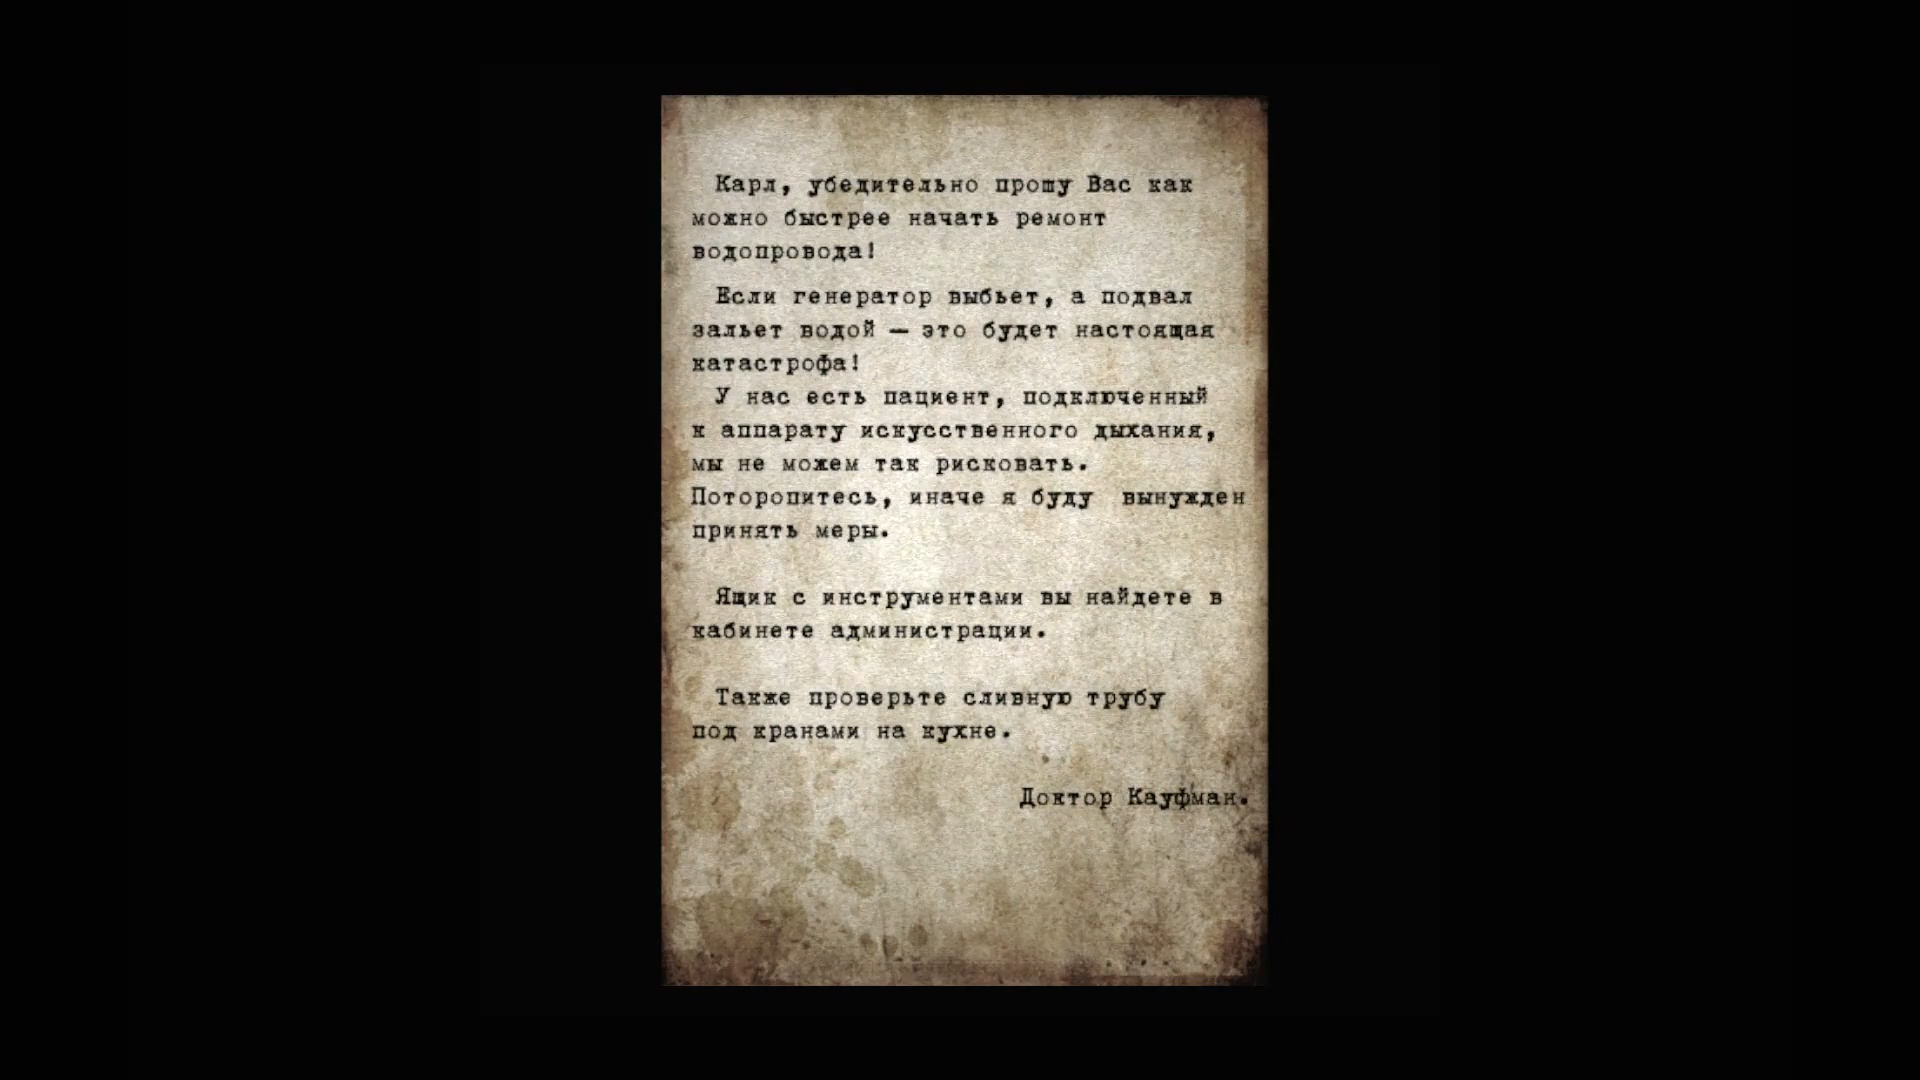 Карл, убедительно прошу Вас как
можно быстрее начать ремонт
водопровода!
Если генератор выбьет, а подвал
зальет водой — это будет настоящая
катастрофа!
У нас есть пациент, подключенный
к аппарату искусственного дыхания,
мы не можем так рисковать.
Поторопитесь, иначе я буду вынужден
принять меры.
Ящик с инструментами вы найдете в
кабинете администрации.
Также проверьте сливную трубу
под кранами на кухне.
Доктор Кауфман.